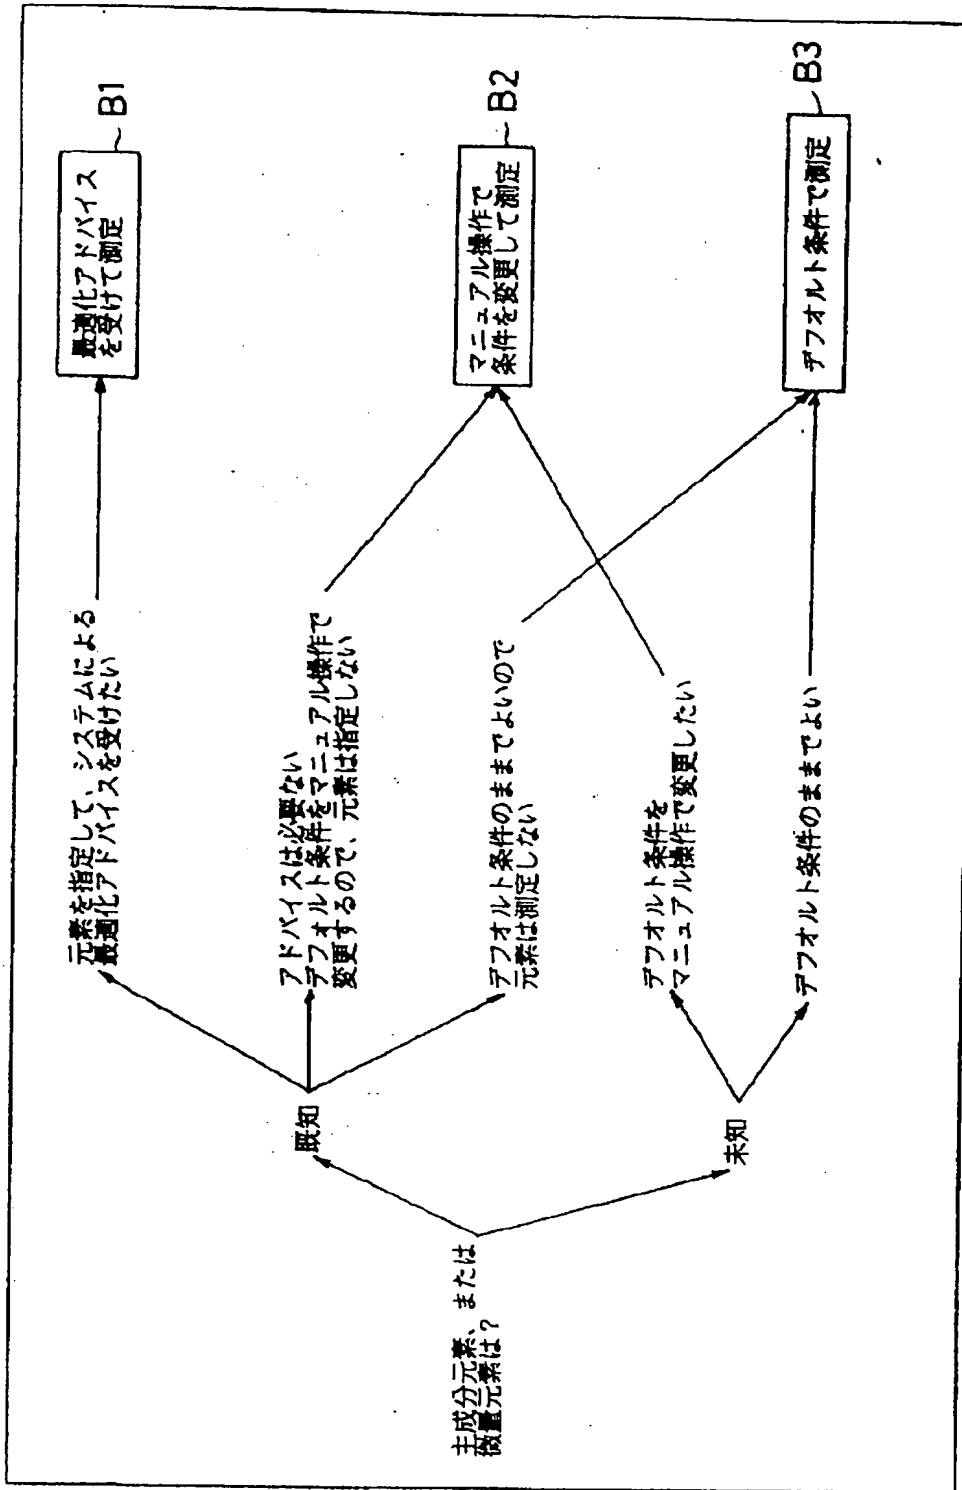 主成分元素、または
微量元素は?
既知
未知
元素を指定して、システムによる
最適化アドバイスを受けたい
アドバイスは必要ない
デフォルト条件をマニュアル操作で
変更するので、元素は指定しない
デフオルト条件のままでよいので
元素は測定しない
デフオルト条件を
マニュアル操作で変更したい
デフオルト条件のままでよい
最適化アドバイス
を受けて測定
B1
マニュアル操作で
条件を変更して測定
B2
デフオルト条件で測定
B3